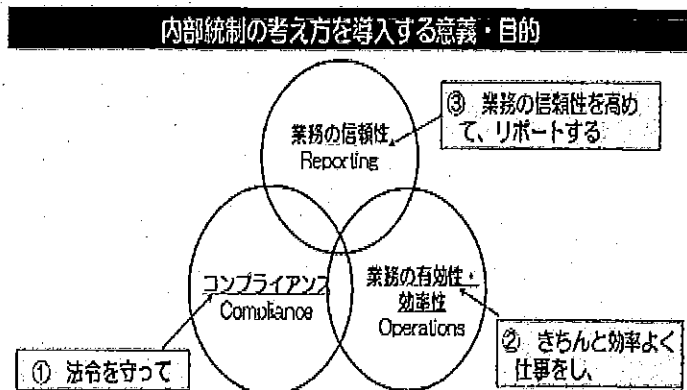 内部統制の考え方を導入する意義・目的
業務の信頼性
Reporting
③ 業務の信頼性を高め
て、リポートする
コンプライアンス
Compliance
業務の有効性・
効率性
Operations
① 法令を守って
② きちんと効率よく
仕事をし、